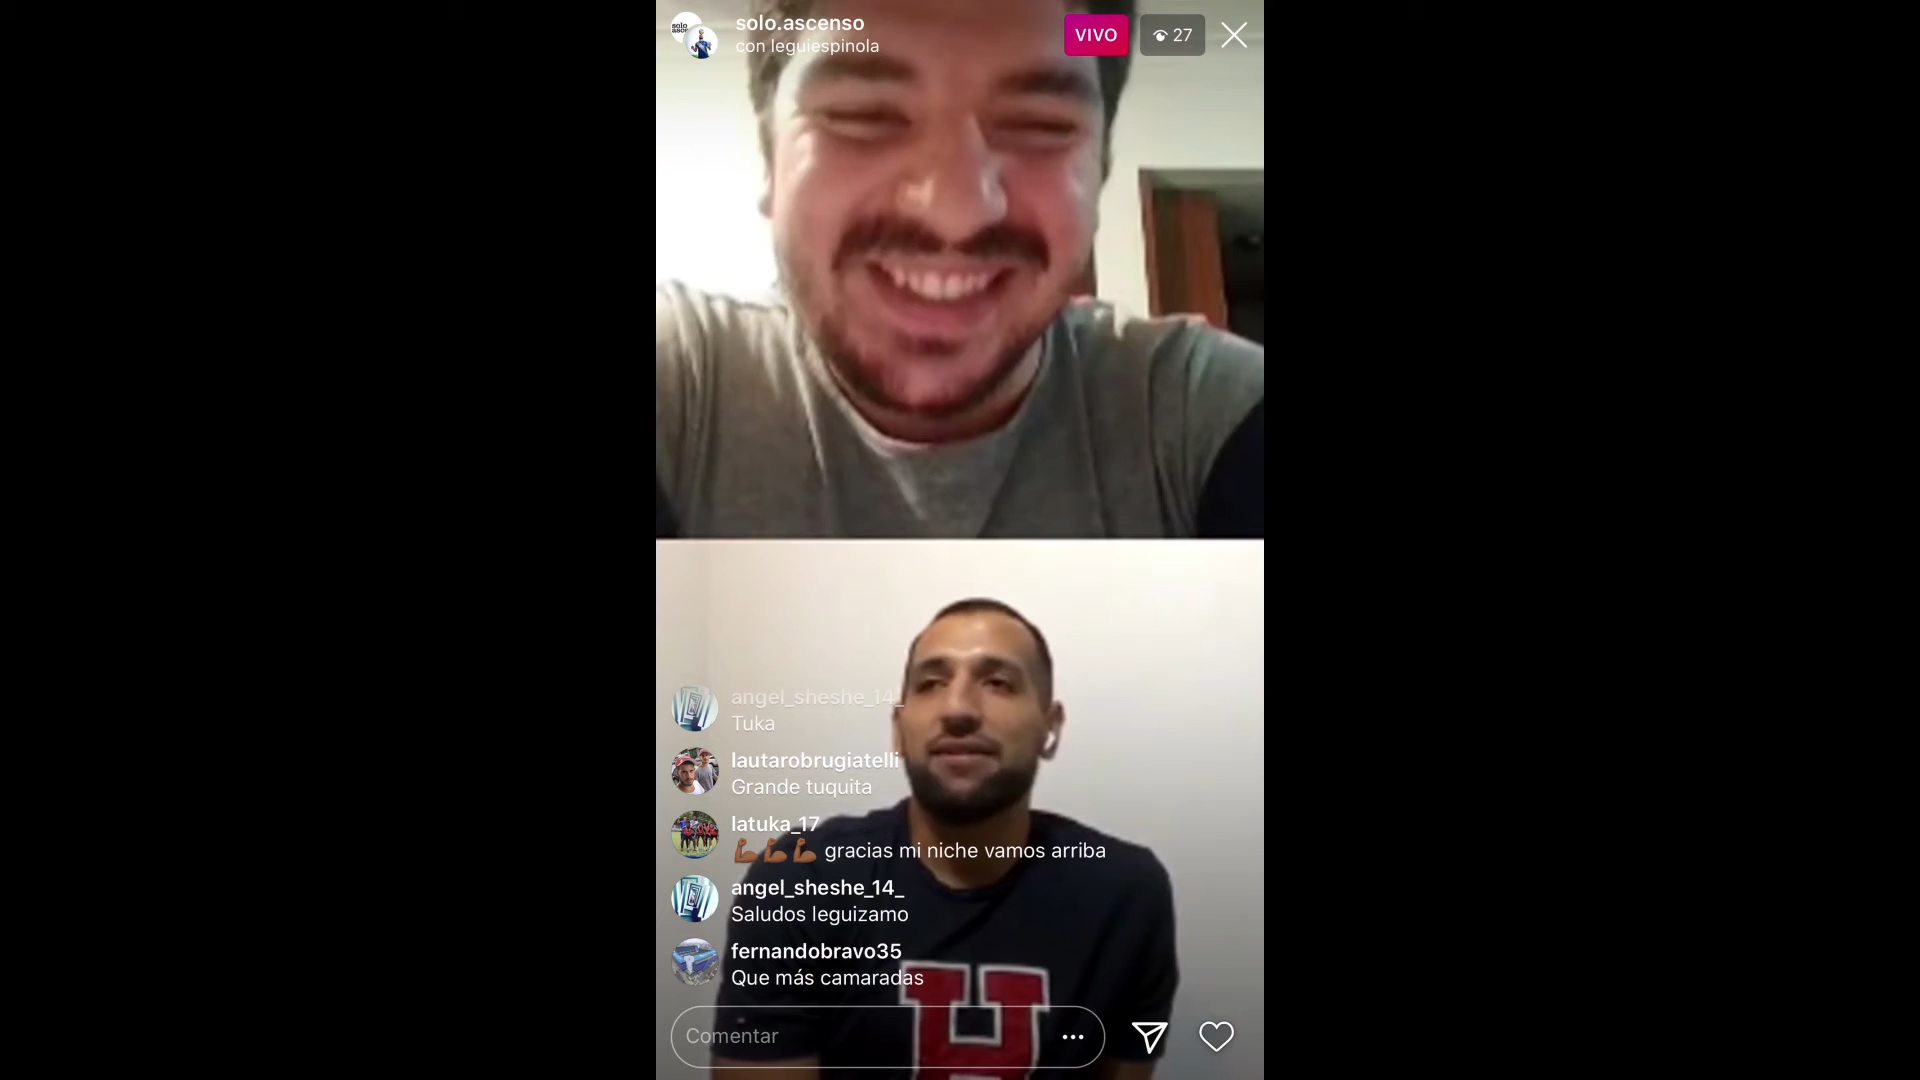 solo.ascenso
con leguiespinola
VIVO
27
angel_sheshe_14_
Tuka
lautarobrugiatelli
Grande tuquita
latuka_17
💪🏾💪🏾💪🏾 gracias mi niche vamos arriba
angel_sheshe_14_
Saludos leguizamo
fernandobravo35
Que más camaradas
Comentar
H